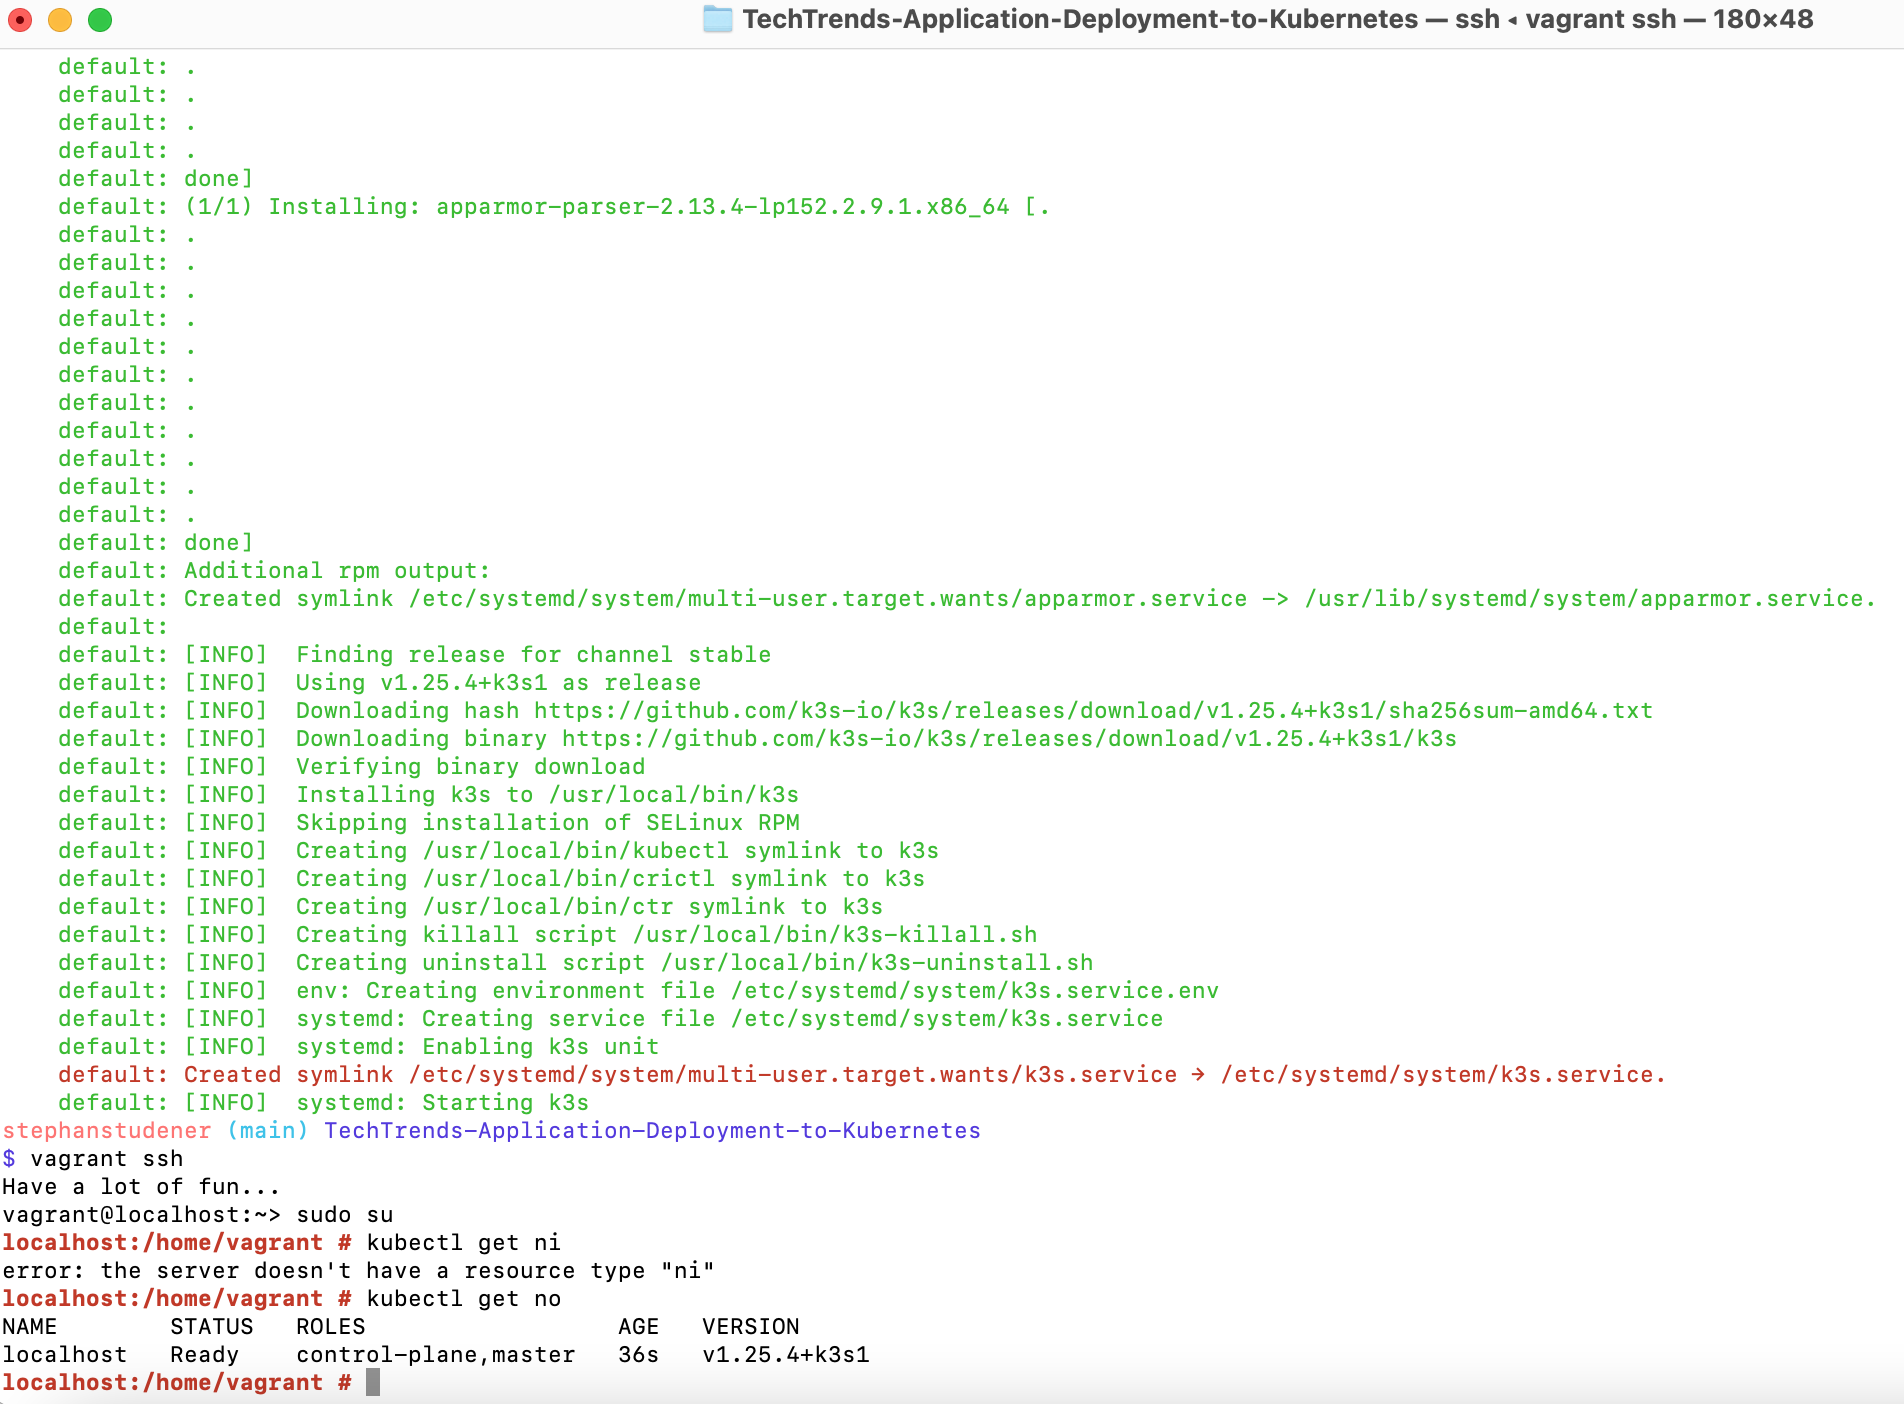 TechTrends-Application-Deployment-to-Kubernetes — ssh ◂ vagrant ssh — 180×48
default: .
default: .
default: .
default: .
default: done]
default: (1/1) Installing: apparmor-parser-2.13.4-lp152.2.9.1.x86_64 [.
default: .
default: .
default: .
default: .
default: .
default: .
default: .
default: .
default: .
default: .
default: .
default: done]
default: Additional rpm output:
default: Created symlink /etc/systemd/system/multi-user.target.wants/apparmor.service -> /usr/lib/systemd/system/apparmor.service.
default:
default: [INFO]  Finding release for channel stable
default: [INFO]  Using v1.25.4+k3s1 as release
default: [INFO]  Downloading hash https://github.com/k3s-io/k3s/releases/download/v1.25.4+k3s1/sha256sum-amd64.txt
default: [INFO]  Downloading binary https://github.com/k3s-io/k3s/releases/download/v1.25.4+k3s1/k3s
default: [INFO]  Verifying binary download
default: [INFO]  Installing k3s to /usr/local/bin/k3s
default: [INFO]  Skipping installation of SELinux RPM
default: [INFO]  Creating /usr/local/bin/kubectl symlink to k3s
default: [INFO]  Creating /usr/local/bin/crictl symlink to k3s
default: [INFO]  Creating /usr/local/bin/ctr symlink to k3s
default: [INFO]  Creating killall script /usr/local/bin/k3s-killall.sh
default: [INFO]  Creating uninstall script /usr/local/bin/k3s-uninstall.sh
default: [INFO]  env: Creating environment file /etc/systemd/system/k3s.service.env
default: [INFO]  systemd: Creating service file /etc/systemd/system/k3s.service
default: [INFO]  systemd: Enabling k3s unit
default: Created symlink /etc/systemd/system/multi-user.target.wants/k3s.service → /etc/systemd/system/k3s.service.
default: [INFO]  systemd: Starting k3s
stephanstudener (main) TechTrends-Application-Deployment-to-Kubernetes
$ vagrant ssh
Have a lot of fun...
vagrant@localhost:~> sudo su
localhost:/home/vagrant # kubectl get ni
error: the server doesn't have a resource type "ni"
localhost:/home/vagrant # kubectl get no
NAME        STATUS   ROLES                  AGE   VERSION
localhost   Ready    control-plane,master   36s   v1.25.4+k3s1
localhost:/home/vagrant #